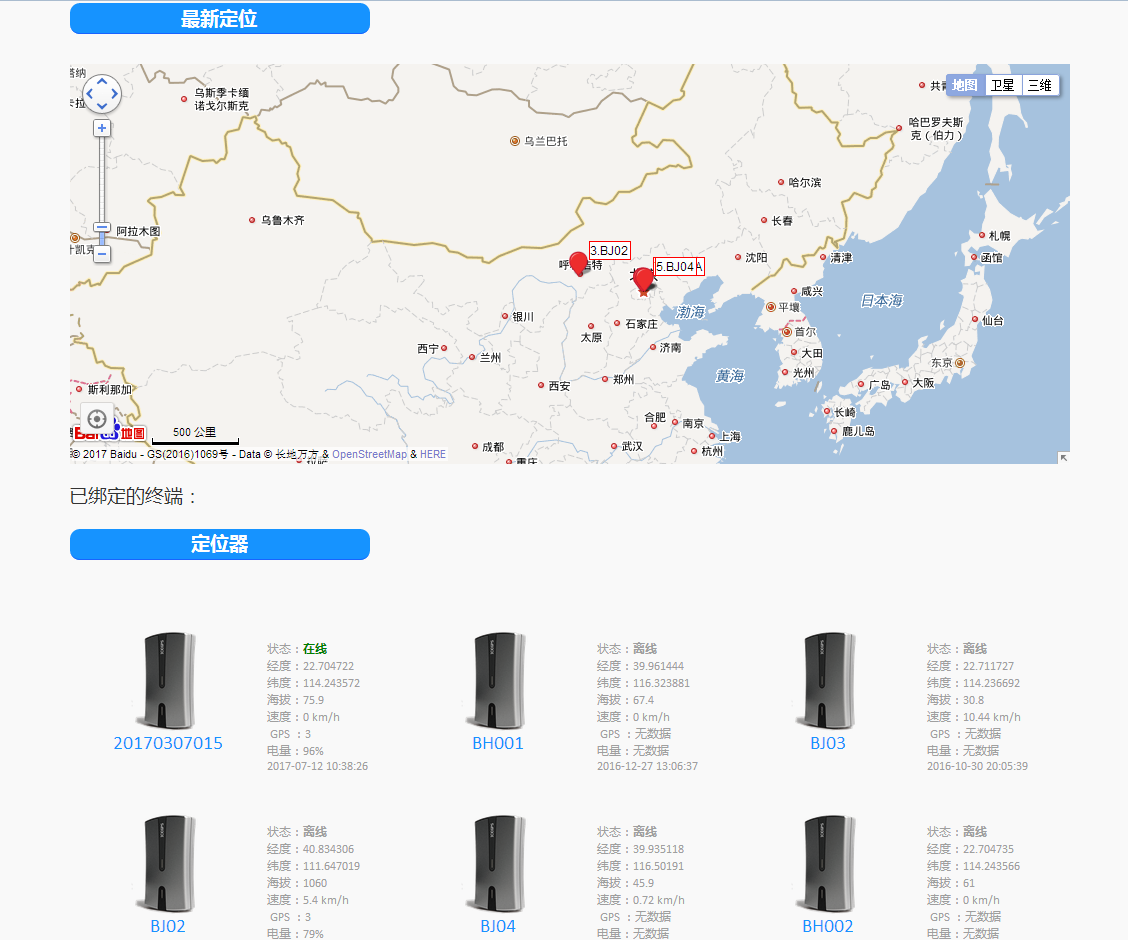 最新定位
塔纳
卡拉
乌斯季卡缅
诺戈尔斯克
共青
地图
卫星
三维
哈巴罗夫斯
克（伯力）
乌兰巴托
哈尔滨
乌鲁木齐
长春
阿拉木图
札幌
什凯克
3.BJ02
沈阳
清津
函馆
呼
特
5.BJ04
A
咸兴
日本海
平壤
渤海
银川
石家庄
仙台
首尔
太原
西宁
兰州
济南
大田
东京
黄海
光州
斯利那加
西安
郑州
广岛
大阪
合肥
南京
长崎
Bai
地图
500 公里
成都
武汉
上海
鹿儿岛
杭州
© 2017 Baidu - GS(2016)1069号 - Data © 长地万方 & OpenStreetMap & HERE
重庆
已绑定的终端：
定位器
状态：在线
经度：22.704722
纬度：114.243572
海拔：75.9
速度：0 km/h
GPS ：3
电量：96%
2017-07-12 10:38:26
20170307015
状态：离线
经度：39.961444
纬度：116.323881
海拔：67.4
速度：0 km/h
GPS ：无数据
电量：无数据
2016-12-27 13:06:37
BH001
状态：离线
经度：22.711727
纬度：114.236692
海拔：30.8
速度：10.44 km/h
GPS ：无数据
电量：无数据
2016-10-30 20:05:39
BJ03
状态：离线
经度：40.834306
纬度：111.647019
海拔：1060
速度：5.4 km/h
GPS ：3
电量：79%
BJ02
状态：离线
经度：39.935118
纬度：116.50191
海拔：45.9
速度：0.72 km/h
GPS ：无数据
电量：无数据
BJ04
状态：离线
经度：22.704735
纬度：114.243566
海拔：61
速度：0 km/h
GPS ：无数据
电量：无数据
BH002